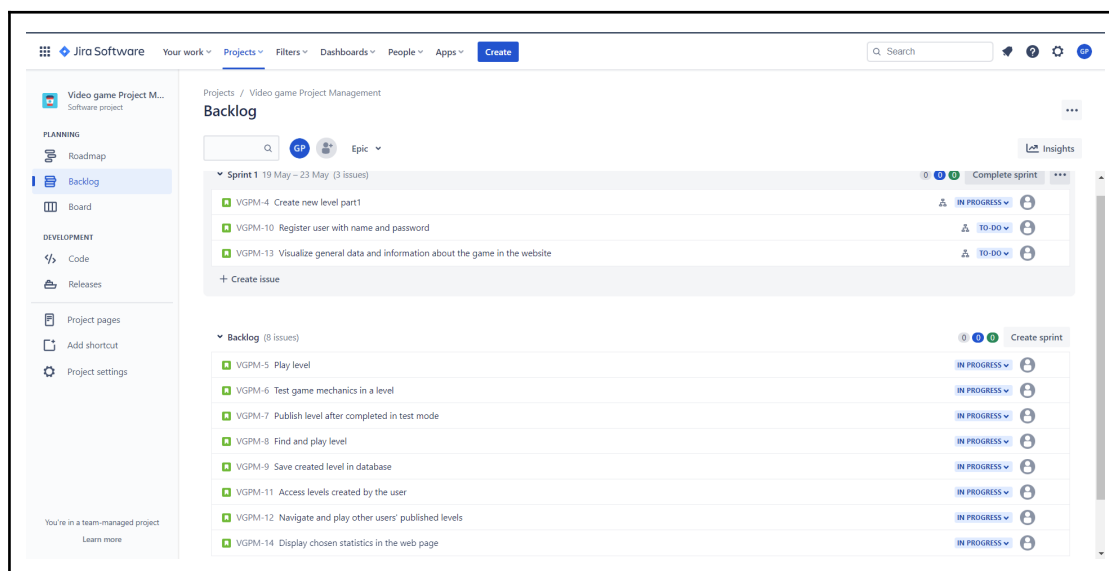 Jira Software Your work Projects Filters Dashboards People Apps Create Search GP
Video game Project M...
Software project
PLANNING
Roadmap
Backlog
Board
DEVELOPMENT
Code
Releases
Project pages
Add shortcut
Project settings
You're in a team-managed project
Learn more
Projects / Video game Project Management
Backlog
GP Epic Insights
Sprint 1 19 May – 23 May (3 issues) 0 0 0 Complete sprint
VGPM-4 Create new level part1 IN PROGRESS
VGPM-10 Register user with name and password TO-DO
VGPM-13 Visualize general data and information about the game in the website TO-DO
+ Create issue
Backlog (8 issues) 0 0 0 Create sprint
VGPM-5 Play level IN PROGRESS
VGPM-6 Test game mechanics in a level IN PROGRESS
VGPM-7 Publish level after completed in test mode IN PROGRESS
VGPM-8 Find and play level IN PROGRESS
VGPM-9 Save created level in database IN PROGRESS
VGPM-11 Access levels created by the user IN PROGRESS
VGPM-12 Navigate and play other users' published levels IN PROGRESS
VGPM-14 Display chosen statistics in the web page IN PROGRESS